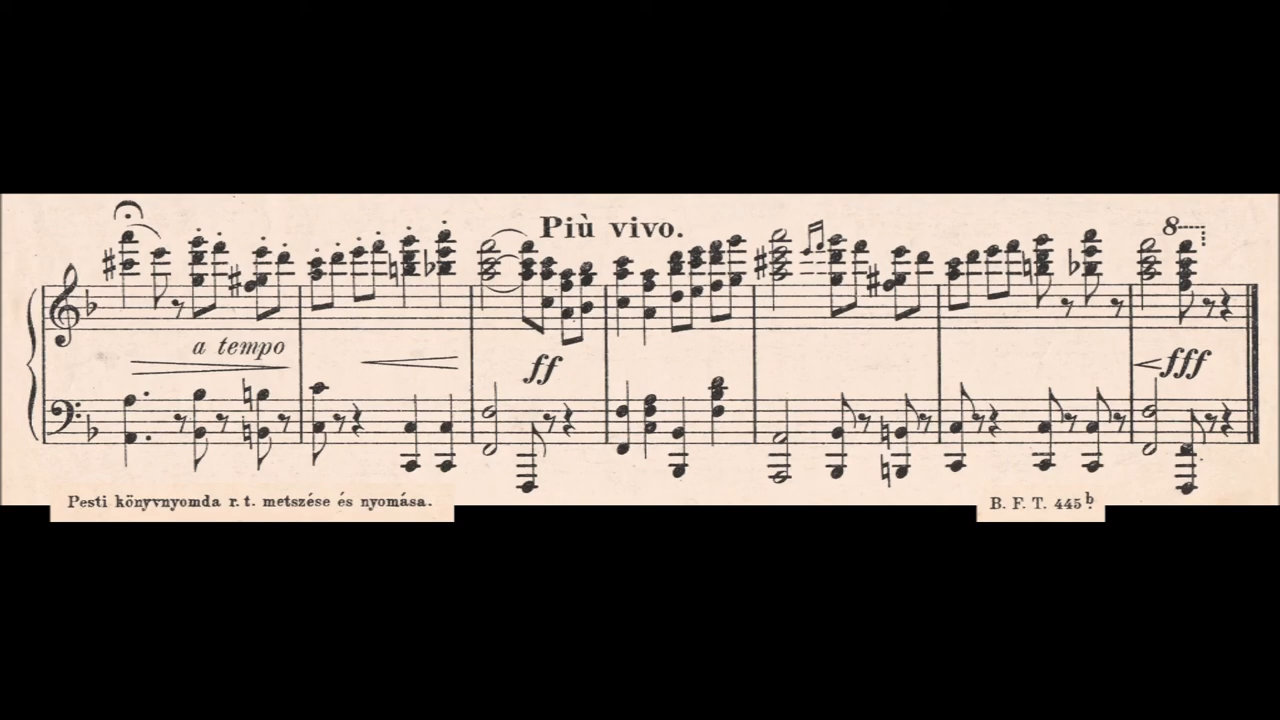 Più vivo.
8
a tempo
ff
fff
Pesti könyvnyomda r. t. metszése és nyomása.
B. F. T. 445 b.